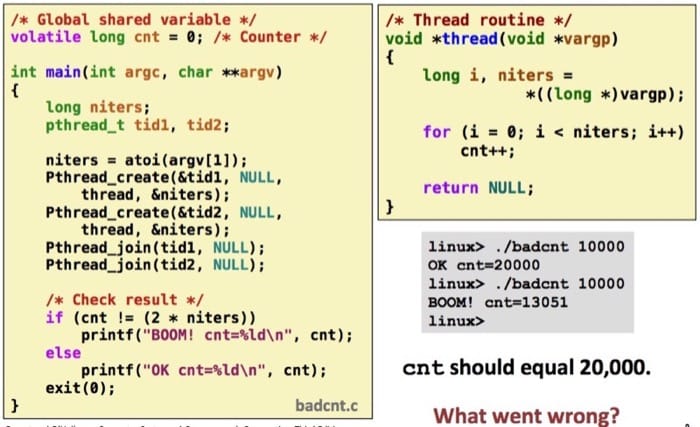 /* Global shared variable */
volatile long cnt = 0; /* Counter */
int main(int argc, char **argv)
{
    long niters;
    pthread_t tid1, tid2;
    niters = atoi(argv[1]);
    Pthread_create(&tid1, NULL,
        thread, &niters);
    Pthread_create(&tid2, NULL,
        thread, &niters);
    Pthread_join(tid1, NULL);
    Pthread_join(tid2, NULL);
    /* Check result */
    if (cnt != (2 * niters))
        printf("BOOM! cnt=%ld\n", cnt);
    else
        printf("OK cnt=%ld\n", cnt);
    exit(0);
}
badcnt.c
/* Thread routine */
void *thread(void *vargp)
{
    long i, niters =
        *((long *)vargp);
    for (i = 0; i < niters; i++)
        cnt++;
    return NULL;
}
linux> ./badcnt 10000
OK cnt=20000
linux> ./badcnt 10000
BOOM! cnt=13051
linux>
cnt should equal 20,000.
What went wrong?